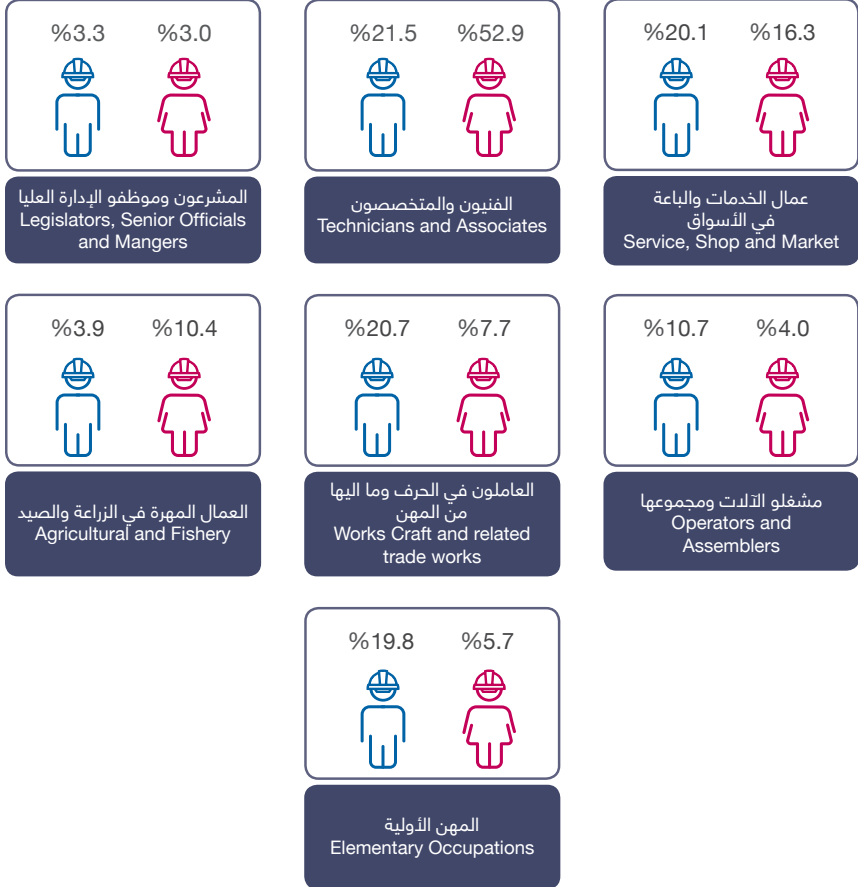 %3.3 %3.0
المشرعون وموظفو الإدارة العليا
Legislators, Senior Officials
and Mangers
%21.5 %52.9
الفنيون والمتخصصون
Technicians and Associates
%20.1 %16.3
عمال الخدمات والباعة
في الأسواق
Service, Shop and Market
%3.9 %10.4
العمال المهرة في الزراعة والصيد
Agricultural and Fishery
%20.7 %7.7
العاملون في الحرف وما اليها
من المهن
Works Craft and related
trade works
%10.7 %4.0
مشغلو الآلات ومجموعها
Operators and
Assemblers
%19.8 %5.7
المهن الأولية
Elementary Occupations